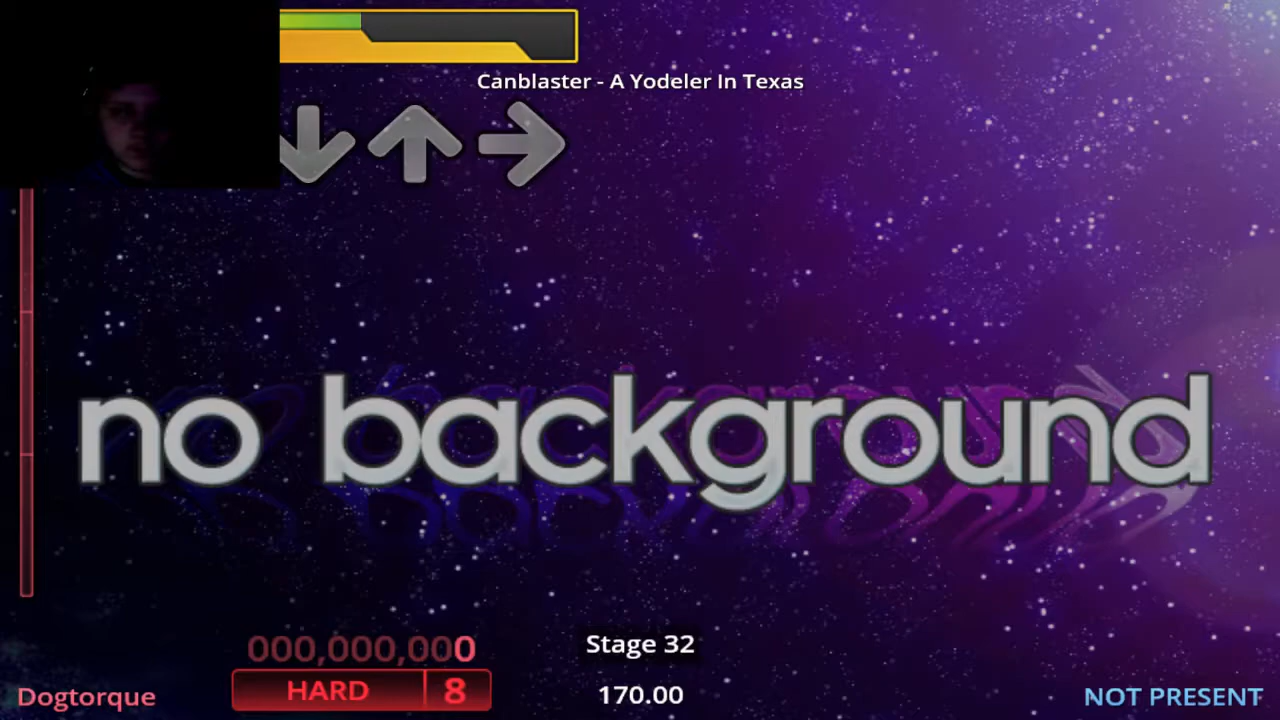 Canblaster - A Yodeler In Texas
no background
000,000,000
Stage 32
HARD 8
170.00
Dogtorque
NOT PRESENT